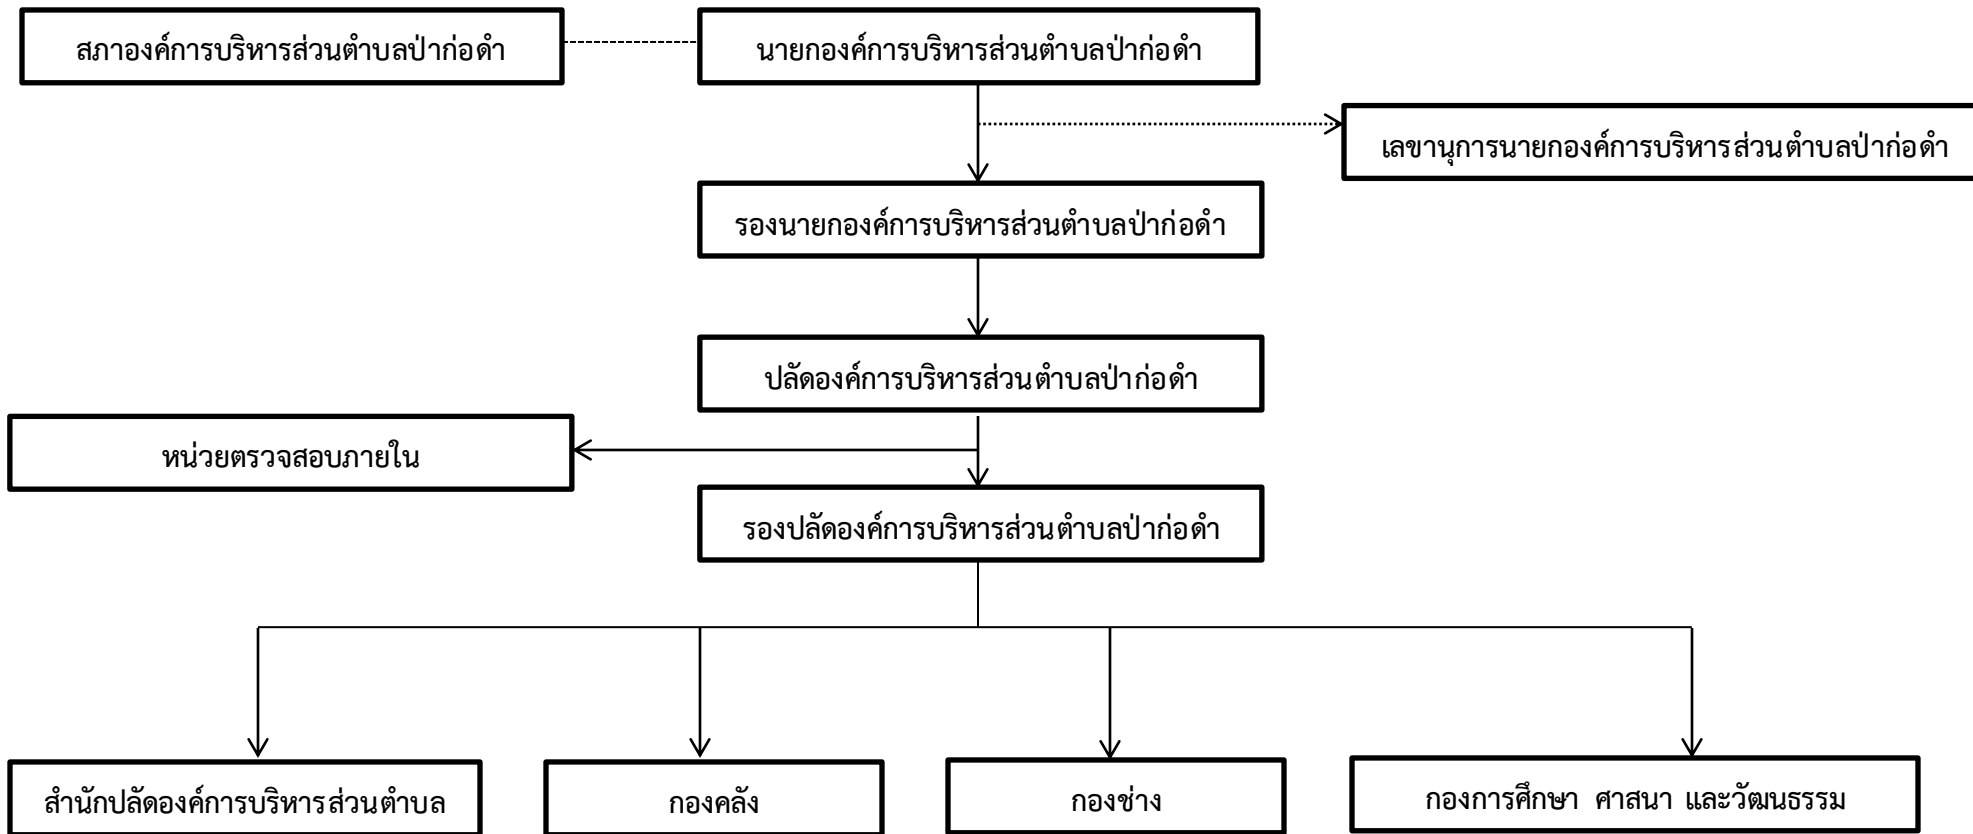 สภาองค์การบริหารส่วนตำบลป่าก่อดำ
นายกองค์การบริหารส่วนตำบลป่าก่อดำ
เลขานุการนายกองค์การบริหารส่วนตำบลป่าก่อดำ
รองนายกองค์การบริหารส่วนตำบลป่าก่อดำ
ปลัดองค์การบริหารส่วนตำบลป่าก่อดำ
หน่วยตรวจสอบภายใน
รองปลัดองค์การบริหารส่วนตำบลป่าก่อดำ
สำนักปลัดองค์การบริหารส่วนตำบล
กองคลัง
กองช่าง
กองการศึกษา ศาสนา และวัฒนธรรม